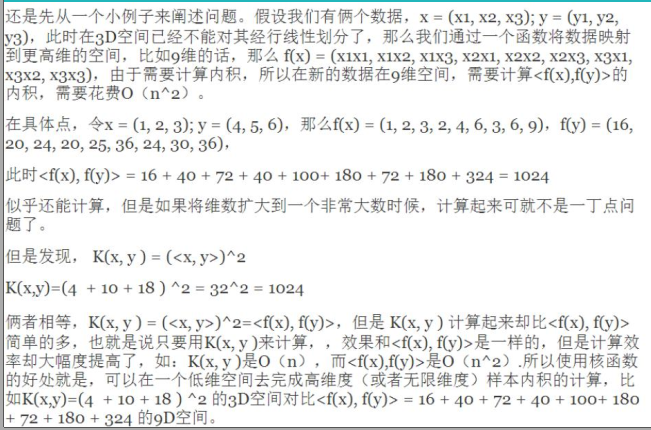 还是先从一个小例子来阐述问题。假设我们有俩个数据，x = (x1, x2, x3); y = (y1, y2,
y3)，此时在3D空间已经不能对其经行线性划分了，那么我们通过一个函数将数据映射
到更高维的空间，比如9维的话，那么 f(x) = (x1x1, x1x2, x1x3, x2x1, x2x2, x2x3, x3x1,
x3x2, x3x3)，由于需要计算内积，所以在新的数据在9维空间，需要计算<f(x),f(y)>的
内积，需要花费O（n^2）。
在具体点，令x = (1, 2, 3); y = (4, 5, 6)，那么f(x) = (1, 2, 3, 2, 4, 6, 3, 6, 9)，f(y) = (16,
20, 24, 20, 25, 36, 24, 30, 36)，
此时<f(x), f(y)> = 16 + 40 + 72 + 40 + 100+ 180 + 72 + 180 + 324 = 1024
似乎还能计算，但是如果将维数扩大到一个非常大数时候，计算起来可就不是一丁点问
题了。
但是发现， K(x, y ) = (<x, y>)^2
K(x,y)=(4 + 10 + 18 ) ^2 = 32^2 = 1024
俩者相等，K(x, y ) = (<x, y>)^2=<f(x), f(y)>，但是 K(x, y ) 计算起来却比<f(x), f(y)>
简单的多，也就是说只要用K(x, y )来计算，，效果和<f(x), f(y)>是一样的，但是计算效
率却大幅度提高了，如：K(x, y )是O（n），而<f(x),f(y)>是O（n^2）.所以使用核函数
的好处就是，可以在一个低维空间去完成高维度（或者无限维度）样本内积的计算，比
如K(x,y)=(4 + 10 + 18 ) ^2 的3D空间对比<f(x), f(y)> = 16 + 40 + 72 + 40 + 100+ 180
+ 72 + 180 + 324 的9D空间。